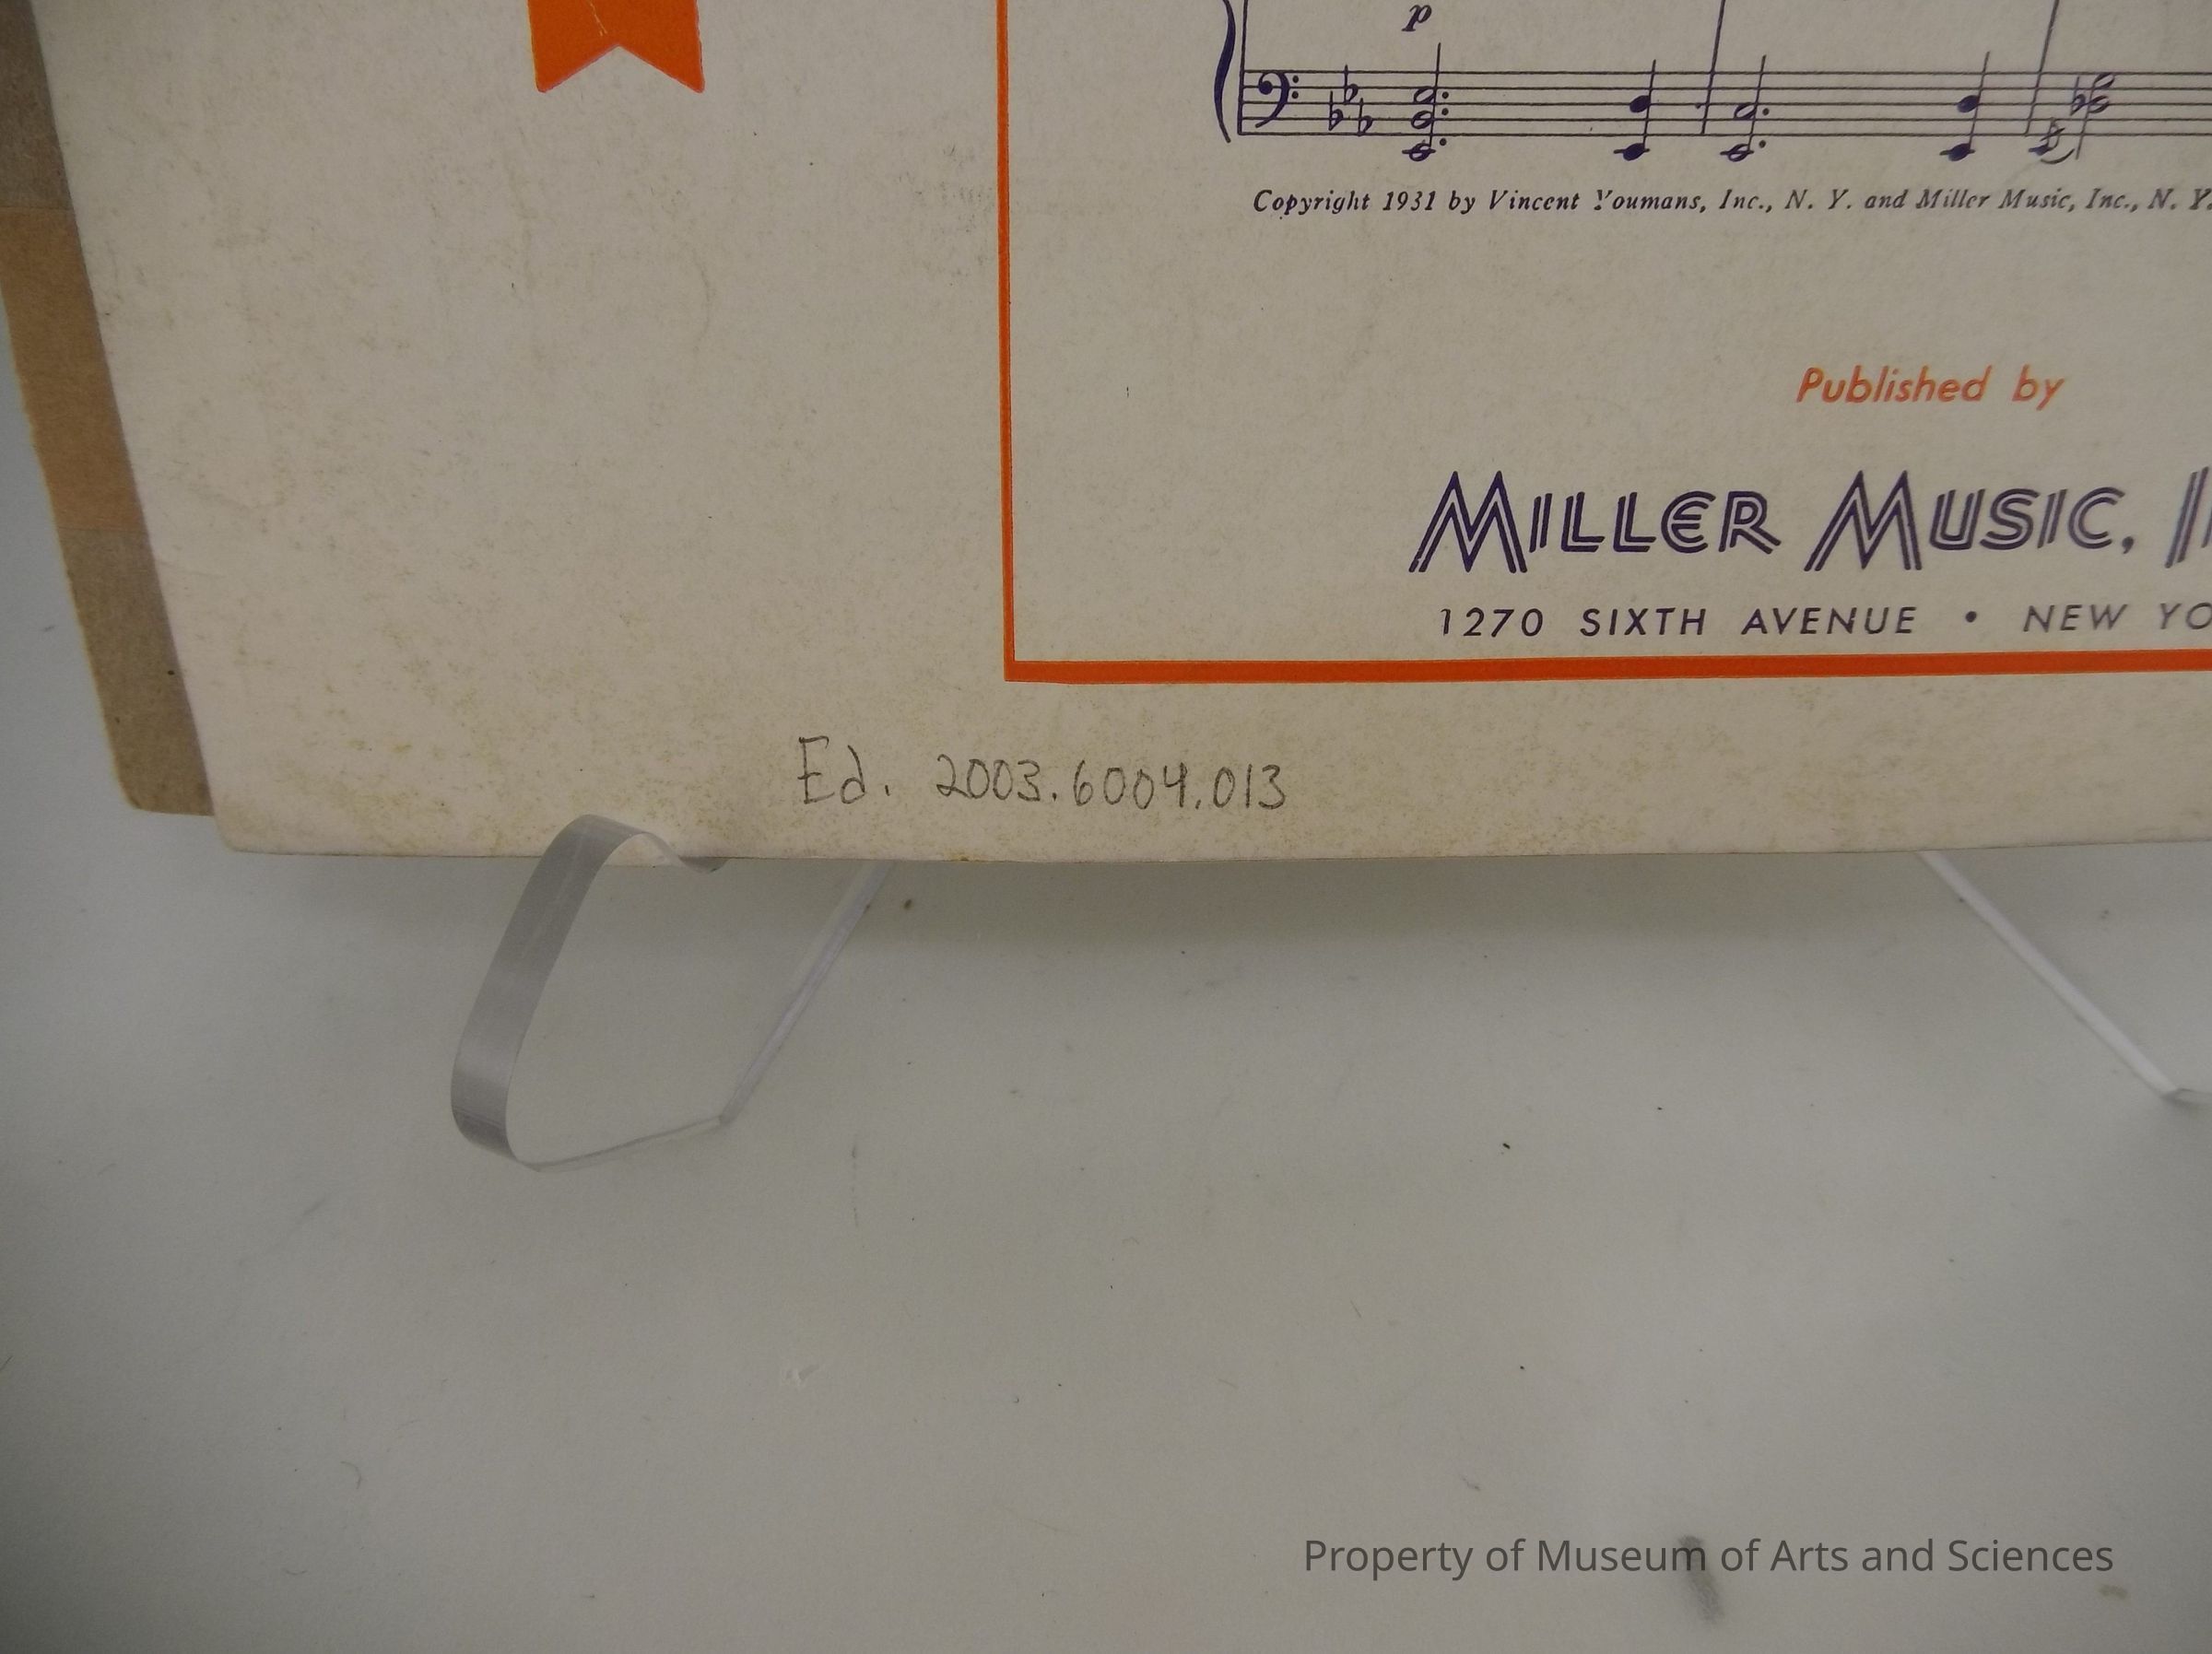 p
Copyright 1931 by Vincent Youmans, Inc., N. Y. and Miller Music, Inc., N. Y.
Published by
MILLER MUSIC,
1270 SIXTH AVENUE • NEW YO
Ed. 2003.6004.013
Property of Museum of Arts and Sciences